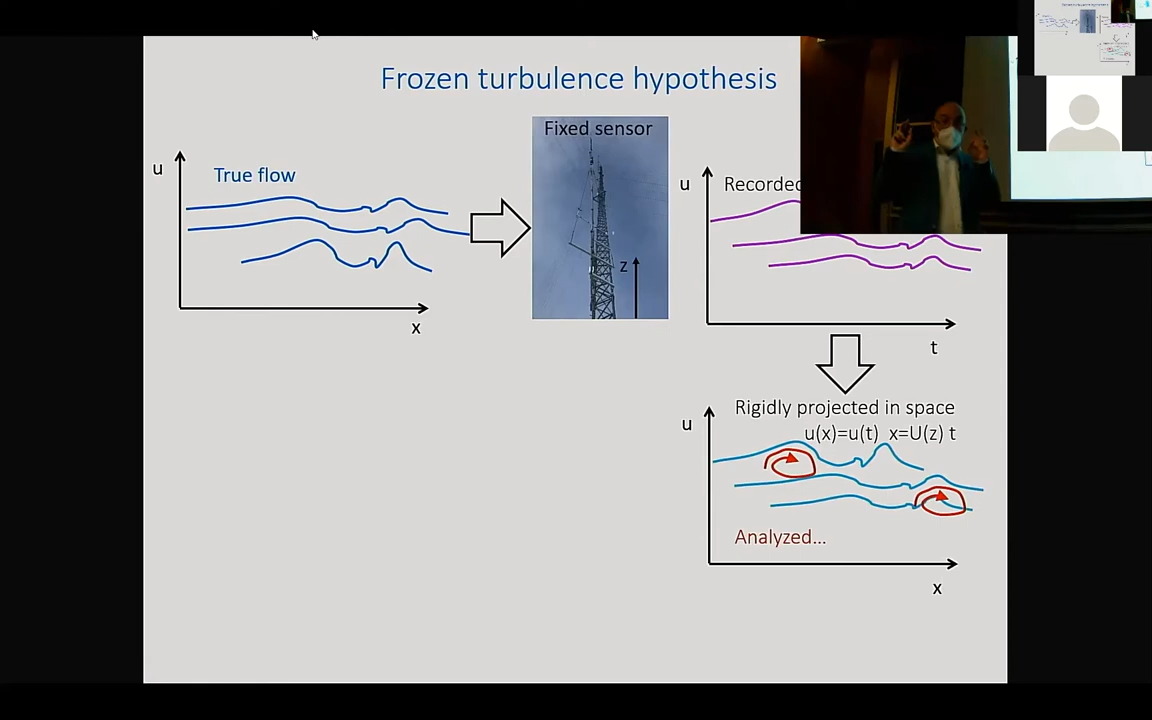 Frozen turbulence hypothesis
u
True flow
x
Fixed sensor
z
u
Recorded
t
Rigidly projected in space
u(x)=u(t) x=U(z) t
u
Analyzed...
x